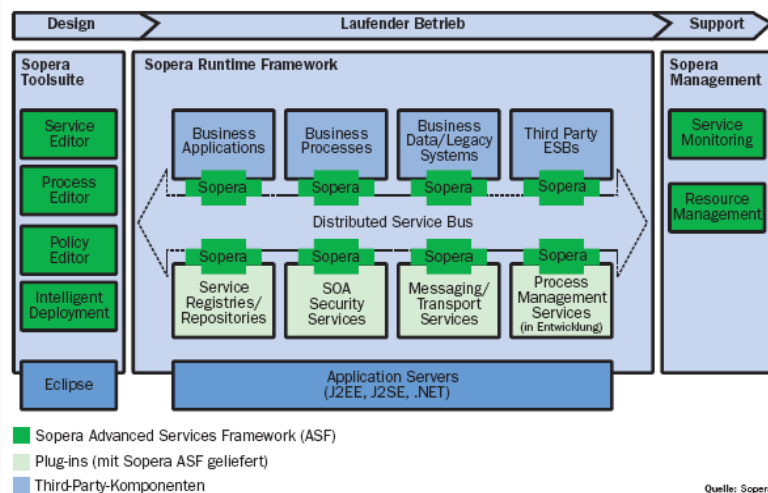 Design
Laufender Betrieb
Support
Sopera
Toolsuite
Service
Editor
Process
Editor
Policy
Editor
Intelligent
Deployment
Eclipse
Sopera Runtime Framework
Business
Applications
Business
Processes
Business
Data/Legacy
Systems
Third Party
ESBs
Sopera
Sopera
Sopera
Sopera
Distributed Service Bus
Sopera
Sopera
Sopera
Sopera
Service
Registries/
Repositories
SOA
Security
Services
Messaging/
Transport
Services
Process
Management
Services
(in Entwicklung)
Application Servers
(J2EE, J2SE, .NET)
Sopera
Management
Service
Monitoring
Resource
Management
Sopera Advanced Services Framework (ASF)
Plug-ins (mit Sopera ASF geliefert)
Third-Party-Komponenten
Quelle: